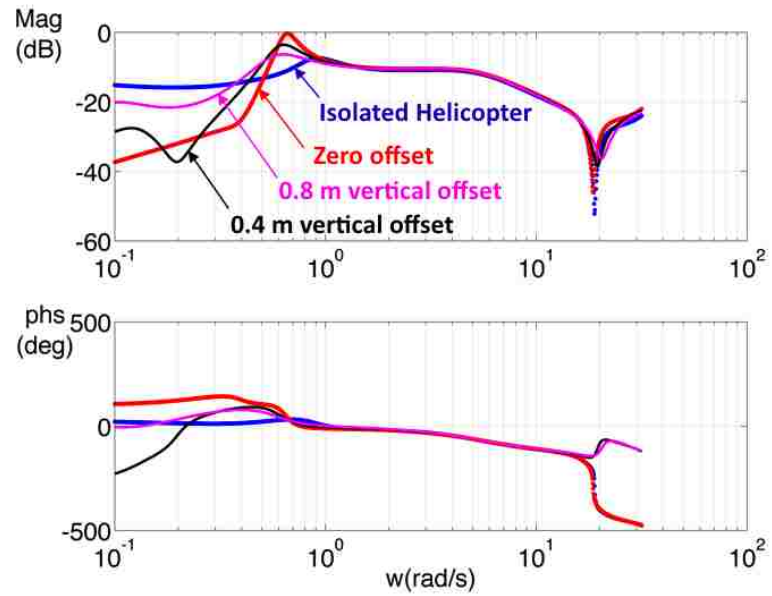 Mag
(dB)
0
-20
-40
-60
Isolated Helicopter
Zero offset
0.8 m vertical offset
0.4 m vertical offset
10^-1
10^0
10^1
10^2
phs
(deg)
500
0
-500
10^-1
10^0
10^1
10^2
w(rad/s)